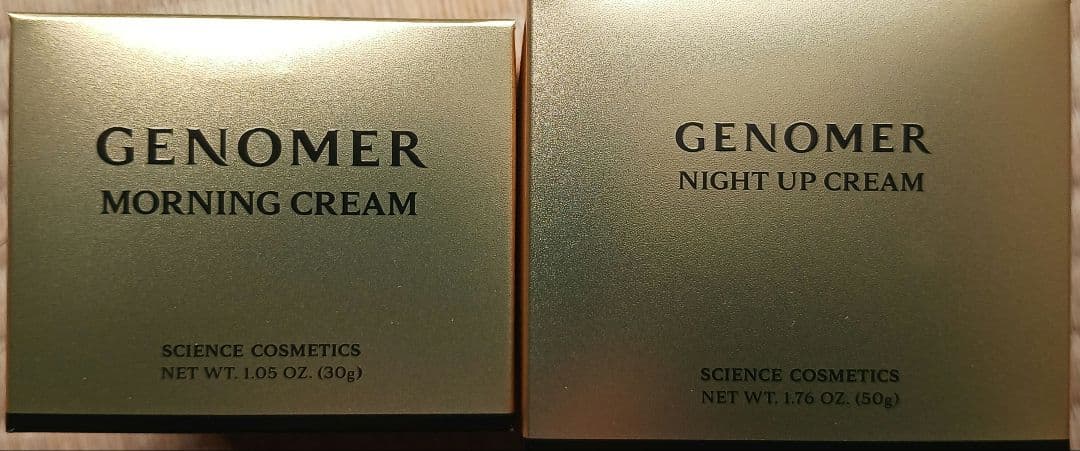 GENOMER
MORNING CREAM
SCIENCE COSMETICS
NET WT. 1.05 OZ. (30g)
GENOMER
NIGHT UP CREAM
SCIENCE COSMETICS
NET WT. 1.76 OZ. (50g)